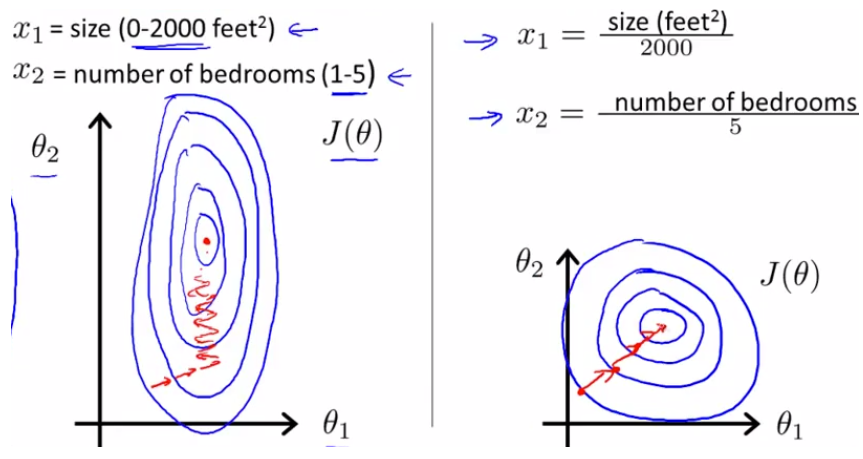 x₁ = size (0-2000 feet²)
x₂ = number of bedrooms (1-5)
θ₂
J(θ)
θ₁
x₁ = size (feet²) / 2000
x₂ = number of bedrooms / 5
θ₂
J(θ)
θ₁